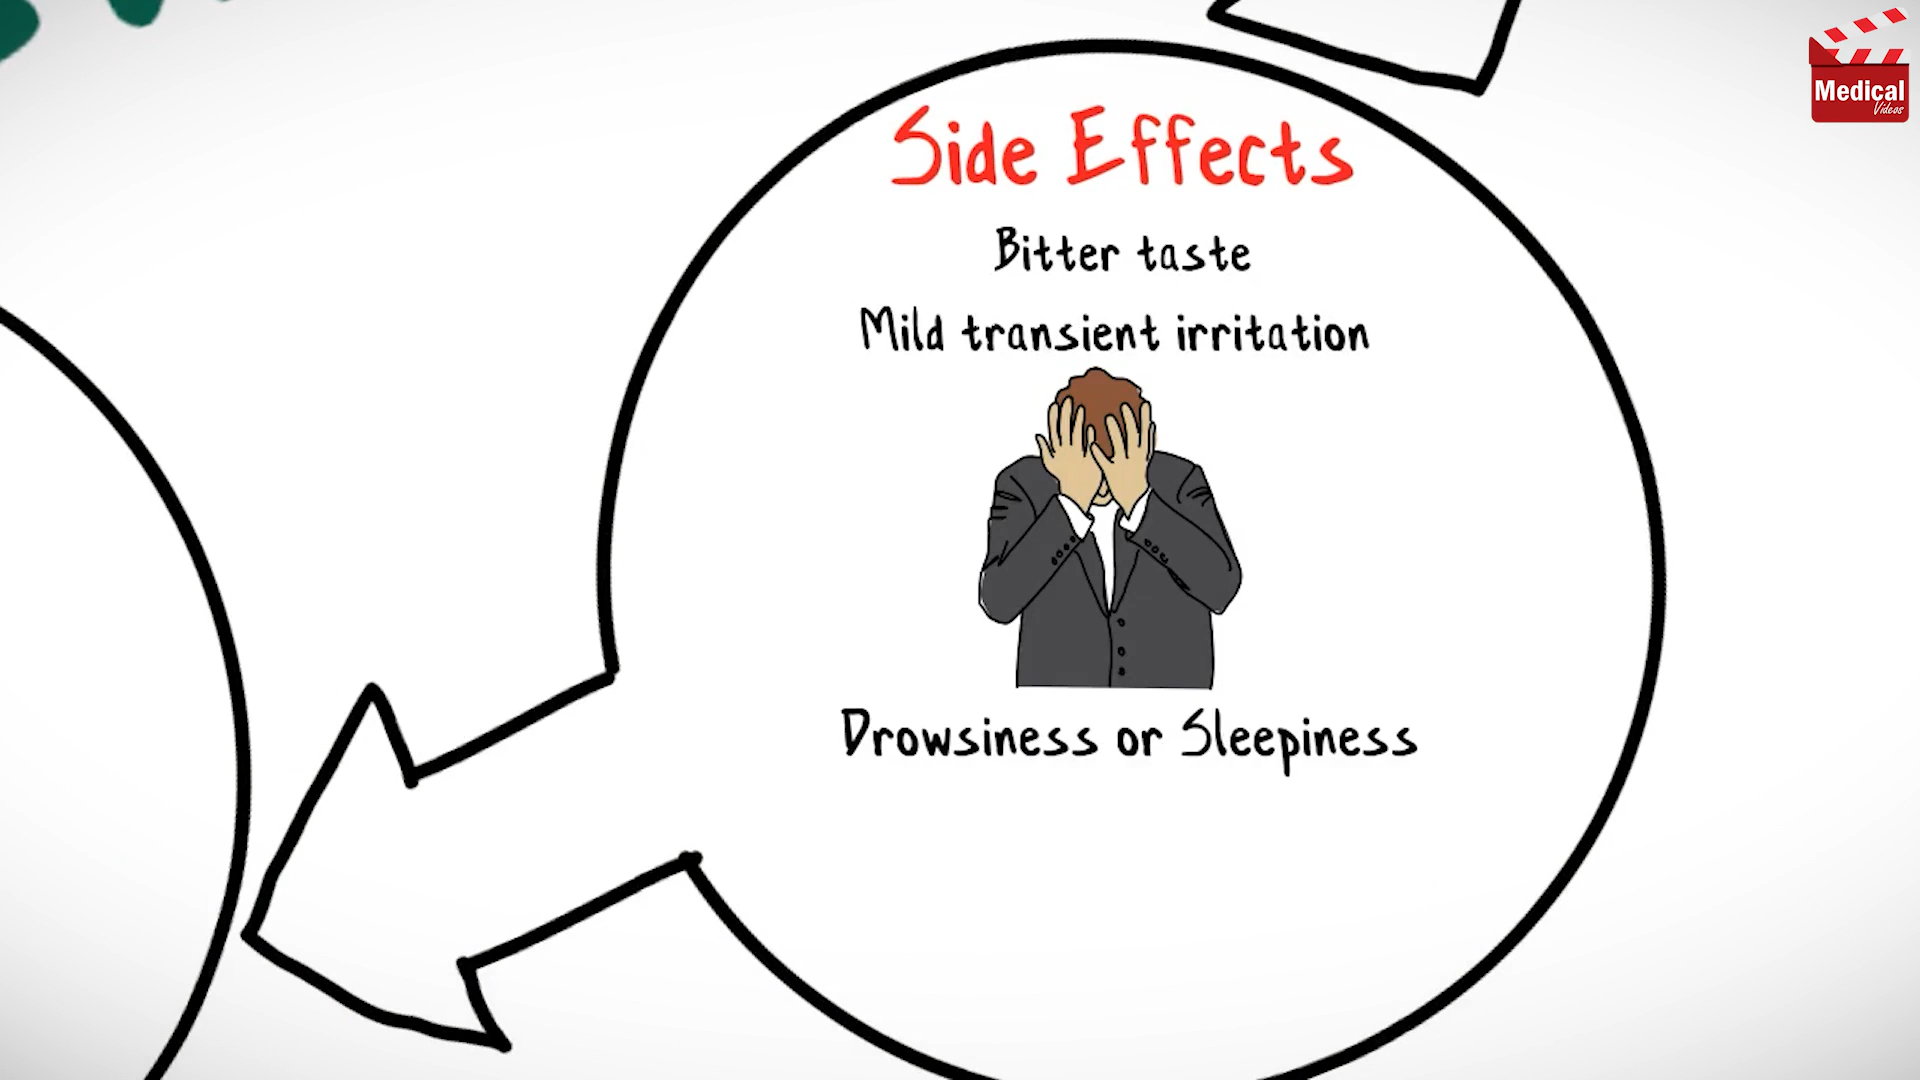 Medical
Videos
Side Effects
Bitter taste
Mild transient irritation
Drowsiness or Sleepiness